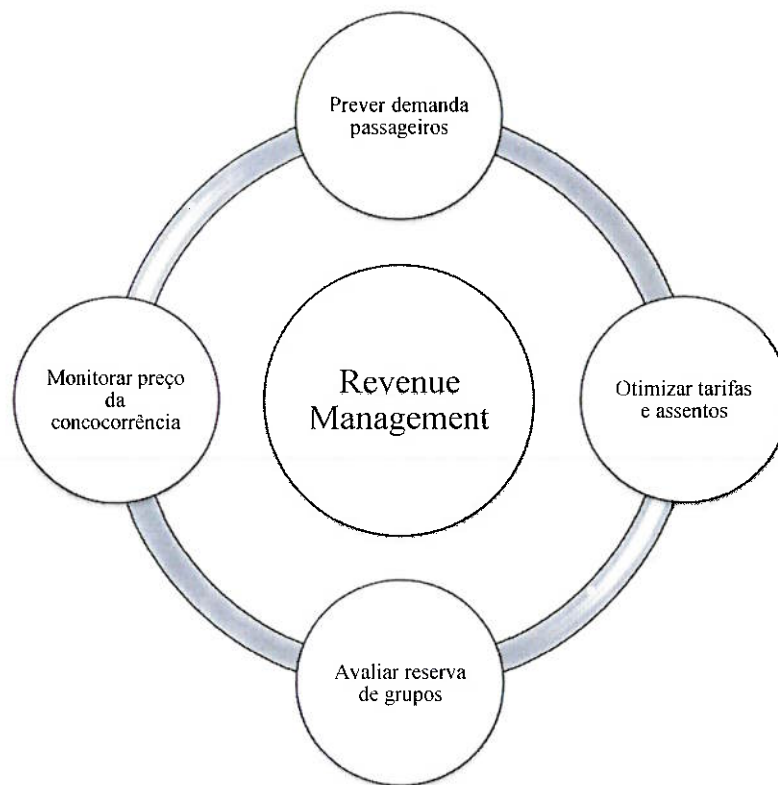 Prever demanda
passageiros
Monitorar preço
da
concocorrência
Revenue
Management
Otimizar tarifas
e assentos
Avaliar reserva
de grupos